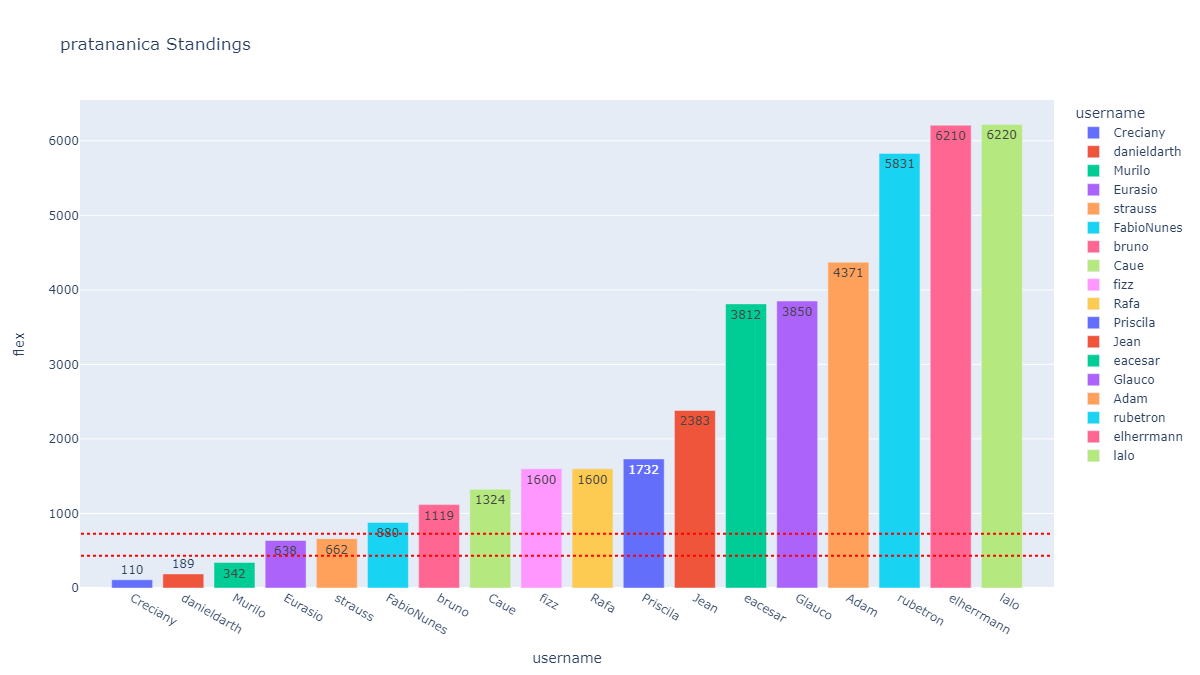 pratananica Standings
username
Creciany
danieldarth
Murilo
Eurasio
strauss
FabioNunes
bruno
Caue
fizz
Rafa
Priscila
Jean
eacesar
Glauco
Adam
rubetron
elherrmann
lalo
flex
6000
5000
4000
3000
2000
1000
0
110
189
342
638
662
880
1119
1324
1600
1600
1732
2383
3812
3850
4371
5831
6210
6220
Creciany
danieldarth
Murilo
Eurasio
strauss
FabioNunes
bruno
Caue
fizz
Rafa
Priscila
Jean
eacesar
Glauco
Adam
rubetron
elherrmann
lalo
username